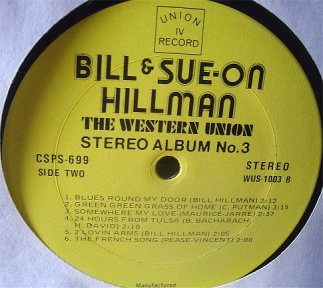 UNION
IV
RECORD
BILL & SUE-ON
HILLMAN
THE WESTERN UNION
STEREO ALBUM No.3
CSPS-699
STEREO
SIDE TWO
WUS-1003 B
1. BLUES ROUND MY DOOR (BILL HILLMAN) 2:12
2. GREEN GREEN GRASS OF HOME (C. PUTMAN) 3:15
3. SOMEWHERE MY LOVE (MAURICE-JARRE) 2:37
4. 24 HOURS FROM TULSA (B. BACHARACH
H. DAVID) 2:10
5. 2 LOVIN ARMS (BILL HILLMAN) 2:05
6. THE FRENCH SONG (PEASE-VINCENT) 2:00
Manufactured